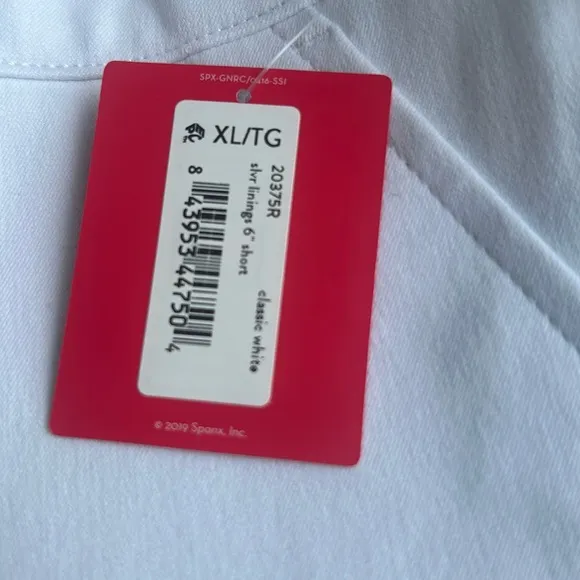 SPX-GNRC/0216-SSI
XL/TG
20375R
slvr linings 6" short
classic white
8 43953 44750 4
© 2019 Spanx, Inc.